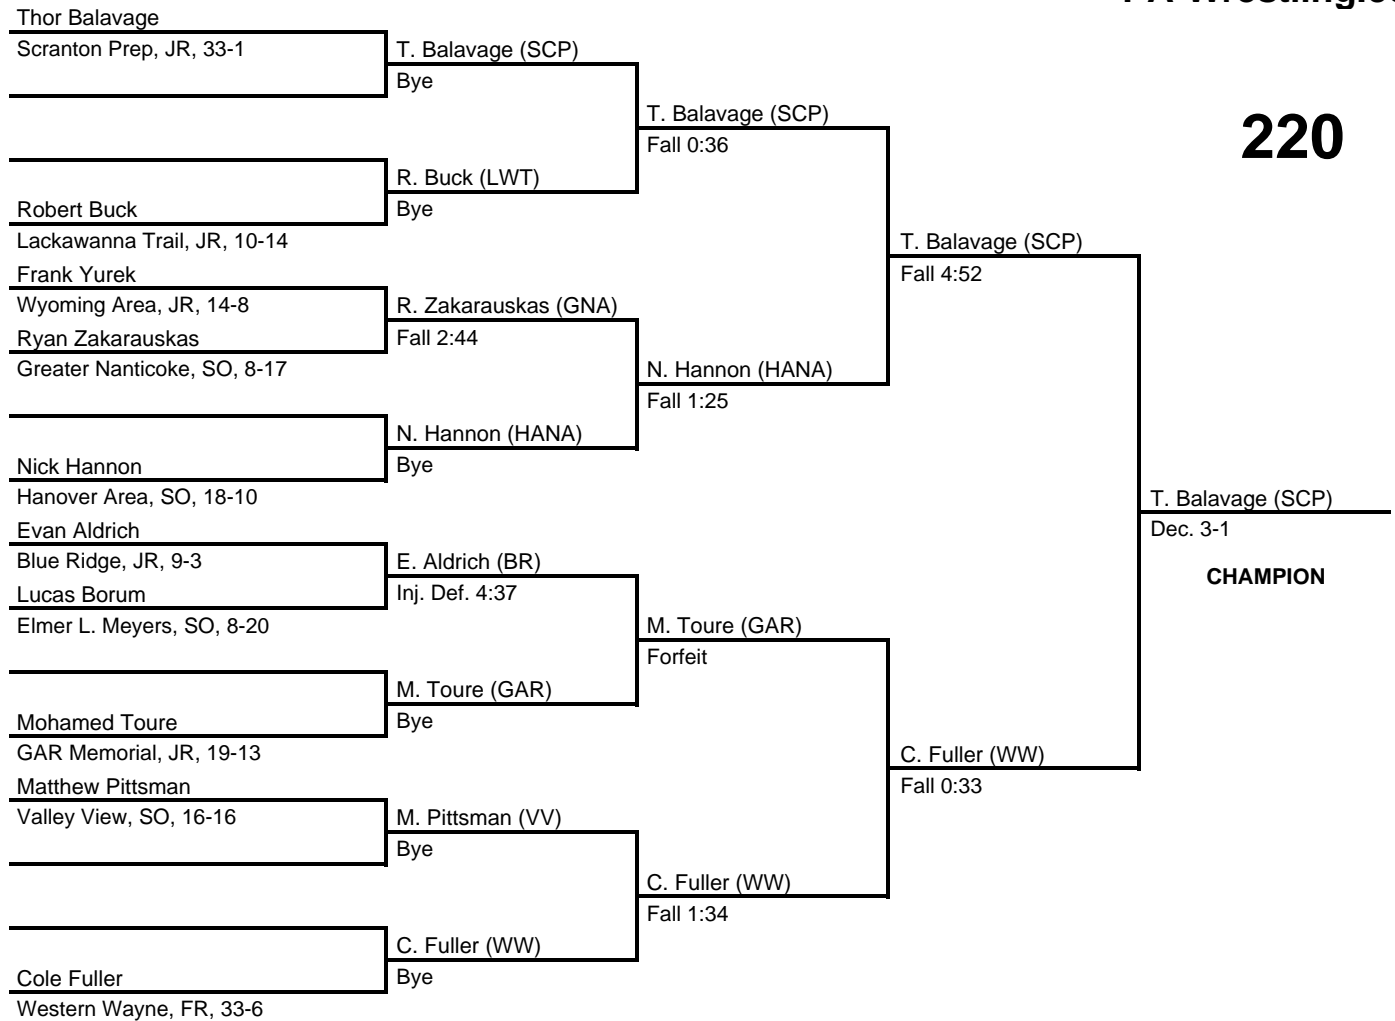 Thor Balavage
Scranton Prep, JR, 33-1
T. Balavage (SCP)
Bye
T. Balavage (SCP)
Fall 0:36
220
R. Buck (LWT)
Robert Buck
Bye
Lackawanna Trail, JR, 10-14
T. Balavage (SCP)
Frank Yurek
Fall 4:52
Wyoming Area, JR, 14-8
R. Zakarauskas (GNA)
Ryan Zakarauskas
Fall 2:44
Greater Nanticoke, SO, 8-17
N. Hannon (HANA)
Fall 1:25
N. Hannon (HANA)
Nick Hannon
Bye
Hanover Area, SO, 18-10
T. Balavage (SCP)
Evan Aldrich
Dec. 3-1
Blue Ridge, JR, 9-3
E. Aldrich (BR)
CHAMPION
Lucas Borum
Inj. Def. 4:37
Elmer L. Meyers, SO, 8-20
M. Toure (GAR)
Forfeit
M. Toure (GAR)
Mohamed Toure
Bye
GAR Memorial, JR, 19-13
C. Fuller (WW)
Matthew Pittsman
Fall 0:33
Valley View, SO, 16-16
M. Pittsman (VV)
Bye
C. Fuller (WW)
Fall 1:34
C. Fuller (WW)
Cole Fuller
Bye
Western Wayne, FR, 33-6